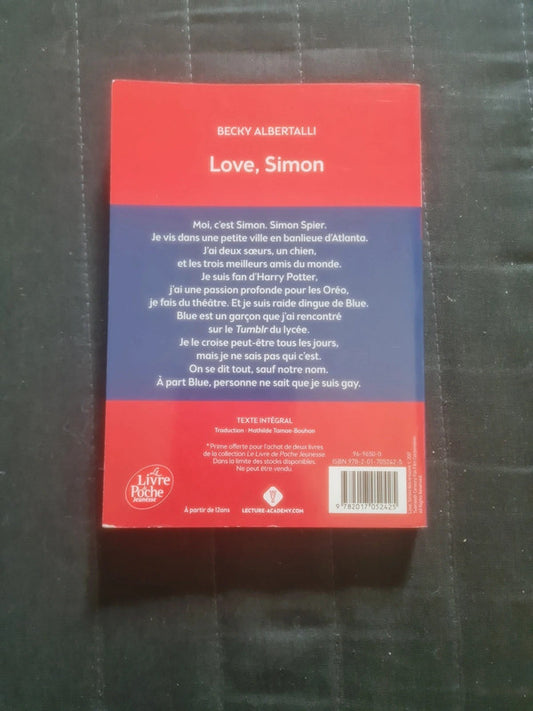 BECKY ALBERTALLI
Love, Simon
Moi, c'est Simon. Simon Spier.
Je vis dans une petite ville en banlieue d'Atlanta.
J'ai deux sœurs, un chien,
et les trois meilleurs amis du monde.
Je suis fan d'Harry Potter,
j'ai une passion profonde pour les Oréo,
je fais du théâtre. Et je suis raide dingue de Blue.
Blue est un garçon que j'ai rencontré
sur le Tumblr du lycée.
Je le croise peut-être tous les jours,
mais je ne sais pas qui c'est.
On se dit tout, sauf notre nom.
À part Blue, personne ne sait que je suis gay.
TEXTE INTÉGRAL
Traduction : Mathilde Tamae-Bouhon
*Prime offerte pour l'achat de deux livres
de la collection Le Livre de Poche Jeunesse
Dans la limite des stocks disponibles.
Ne peut être vendu
Le
Livre
de
Poche
Jeunesse
À partir de 12ans
LECTURE-ACADEMY.COM
96-9650-0
ISBN 978-2-01-705242-5
9 782017 052425